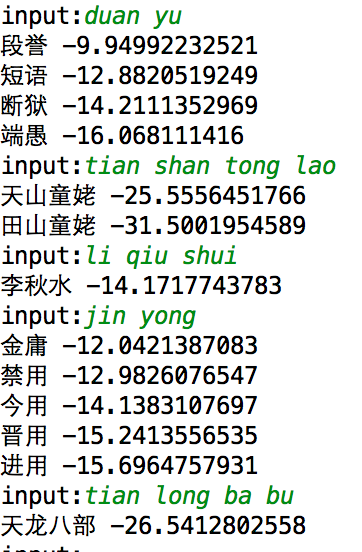 input:duan yu
段誉 -9.94992232521
短语 -12.8820519249
断狱 -14.2111352969
端愚 -16.068111416
input:tian shan tong lao
天山童姥 -25.5556451766
田山童姥 -31.5001954589
input:li qiu shui
李秋水 -14.1717743783
input:jin yong
金庸 -12.0421387083
禁用 -12.9826076547
今用 -14.1383107697
晋用 -15.2413556535
进用 -15.6964757931
input:tian long ba bu
天龙八部 -26.5412802558
input: